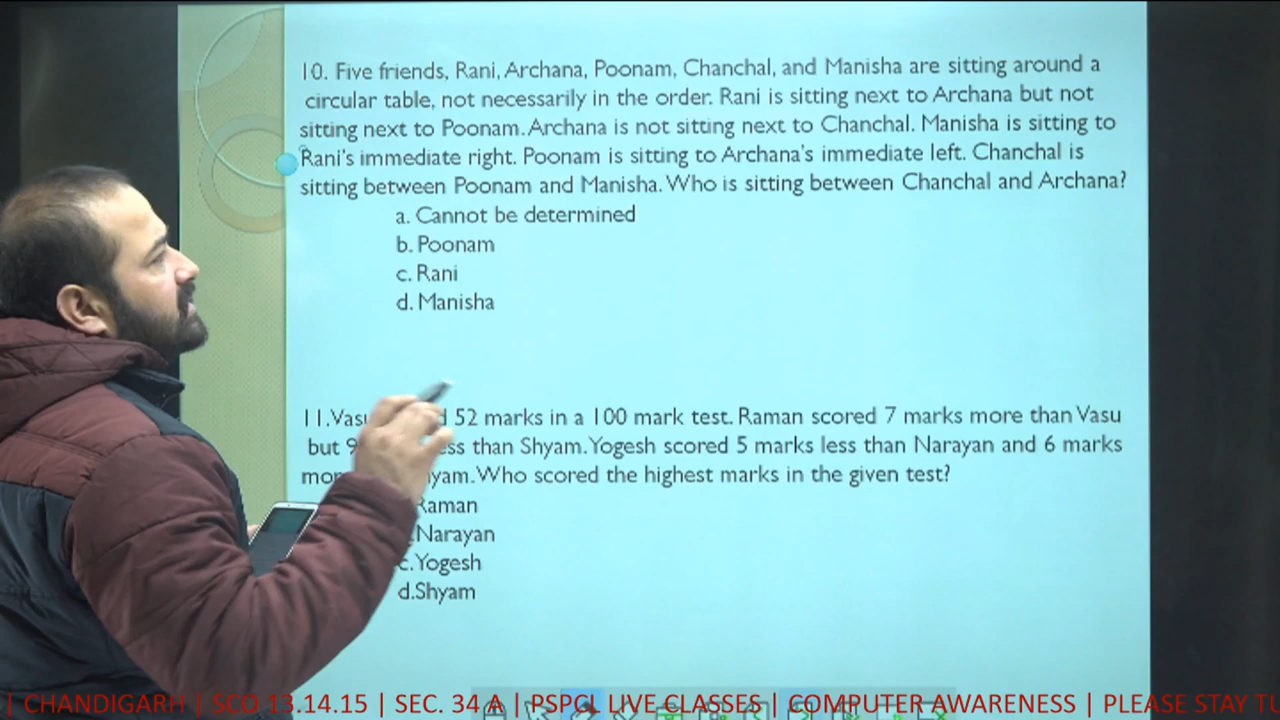 10. Five friends, Rani, Archana, Poonam, Chanchal, and Manisha are sitting around a
circular table, not necessarily in the order. Rani is sitting next to Archana but not
sitting next to Poonam. Archana is not sitting next to Chanchal. Manisha is sitting to
Rani's immediate right. Poonam is sitting to Archana's immediate left. Chanchal is
sitting between Poonam and Manisha. Who is sitting between Chanchal and Archana?
a. Cannot be determined
b. Poonam
c. Rani
d. Manisha
11. 52 marks in a 100 mark test. Raman scored 7 marks more than Vasu
but than Shyam. Yogesh scored 5 marks less than Narayan and 6 marks
Who scored the highest marks in the given test?
Raman
Narayan
c.Yogesh
d.Shyam
| CHANDIGARH | SCO 13.14.15 | SEC. 34 A | PSPCL LIVE CLASSES | COMPUTER AWARENESS | PLEASE STAY